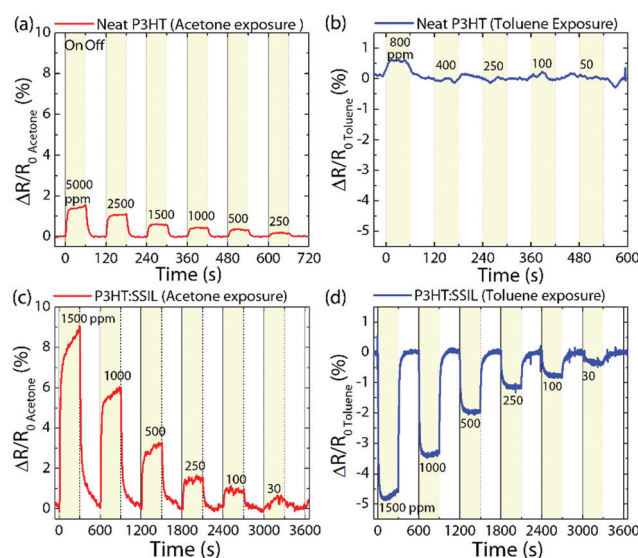 (a)
Neat P3HT (Acetone exposure )
On Off
5000
ppm
2500
1500
1000
500
250
ΔR/R0 Acetone (%)
10
8
6
4
2
0
0 120 240 360 480 600 720
Time (s)
(b)
Neat P3HT (Toluene Exposure)
800
ppm
400
250
100
50
ΔR/R0 Toluene (%)
1
0
-1
-2
-3
-4
-5
0 120 240 360 480 600
Time (s)
(c)
P3HT:SSIL (Acetone exposure)
1500 ppm
1000
500
250
100
30
ΔR/R0 Acetone (%)
10
8
6
4
2
0
0 600 1200 1800 2400 3000 3600
Time (s)
(d)
P3HT:SSIL (Toluene exposure)
1500 ppm
1000
500
250
100
30
ΔR/R0 Toluene (%)
1
0
-1
-2
-3
-4
-5
0 600 1200 1800 2400 3000 3600
Time (s)